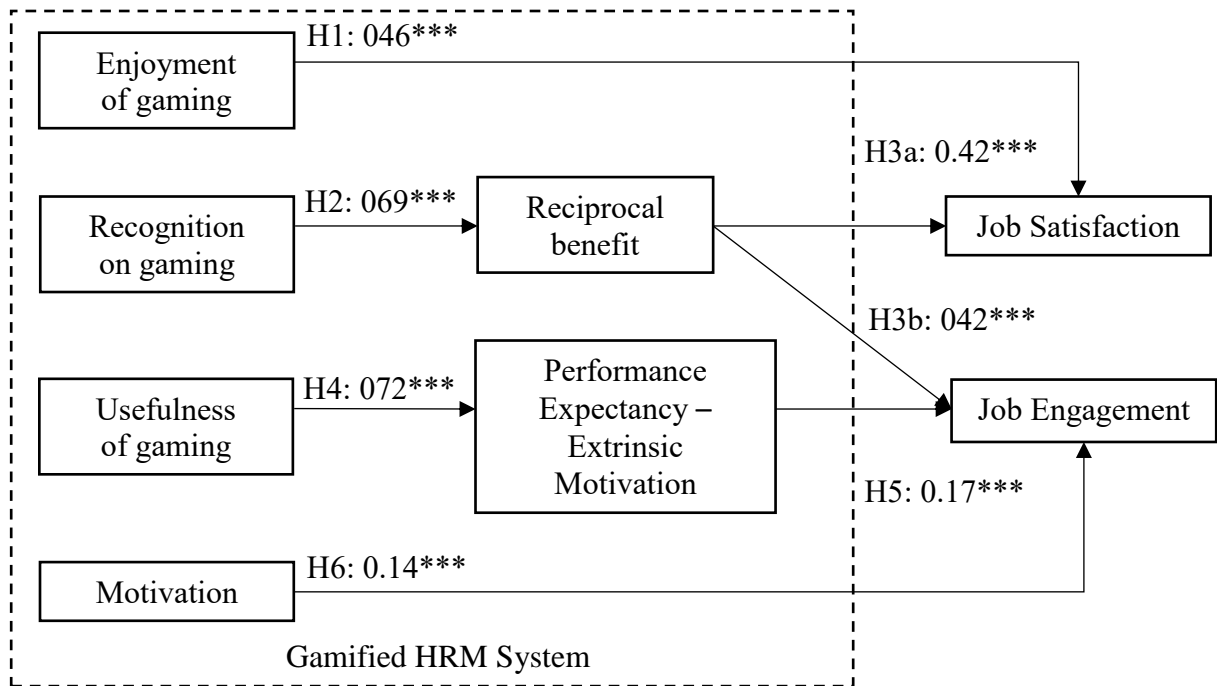 H1: 046***
Enjoyment
of gaming
H3a: 0.42***
H2: 069***
Recognition
on gaming
Reciprocal
benefit
Job Satisfaction
H3b: 042***
H4: 072***
Usefulness
of gaming
Performance
Expectancy –
Extrinsic
Motivation
Job Engagement
H5: 0.17***
H6: 0.14***
Motivation
Gamified HRM System